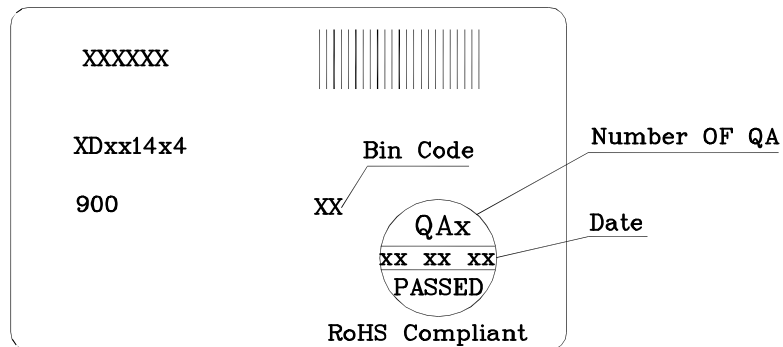 XXXXXX
XDxx14x4
Bin Code
Number OF QA
900
XX
QAx
Date
xx xx xx
PASSED
RoHS Compliant